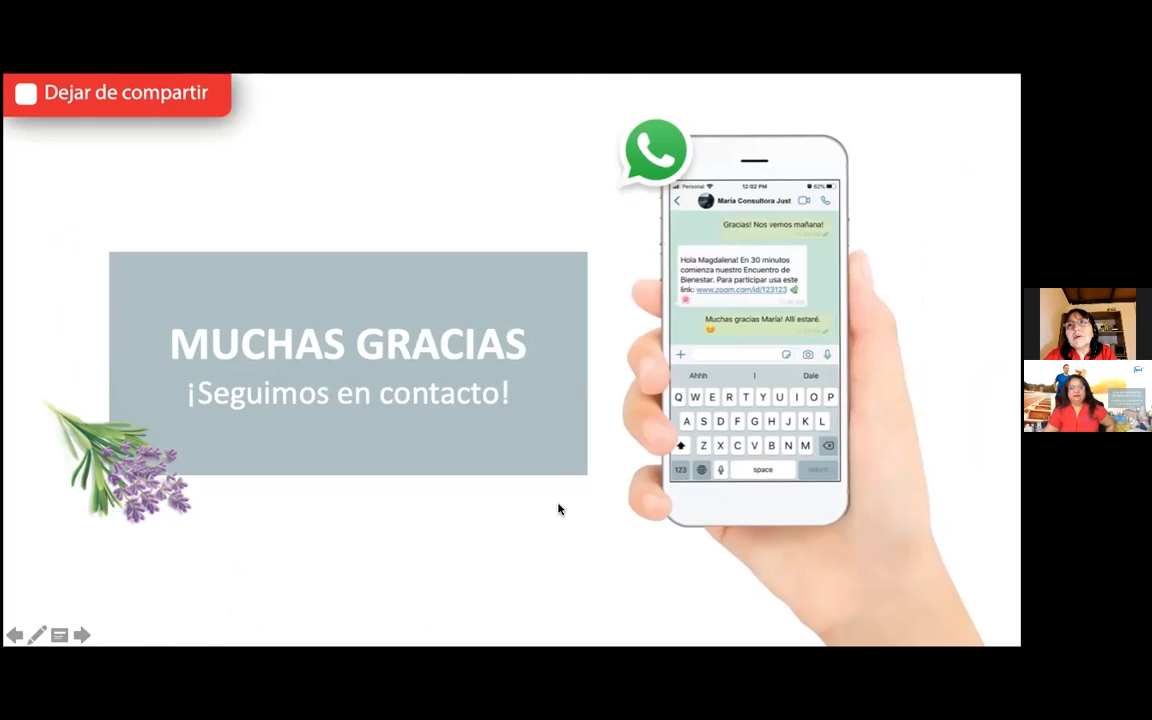 Dejar de compartir
MUCHAS GRACIAS
¡Seguimos en contacto!
Personal
12:02 PM
62%
Maria Consultora Just
Gracias! Nos vemos mañana!
Hola Magdalena! En 30 minutos
comienza nuestro Encuentro de
Bienestar. Para participar usa este
link: www.zoom.com/id/123123
Muchas gracias María! Allí estaré.
Ahhh I Dale
Q W E R T Y U I O P
A S D F G H J K L
Z X C V B N M
123 space return